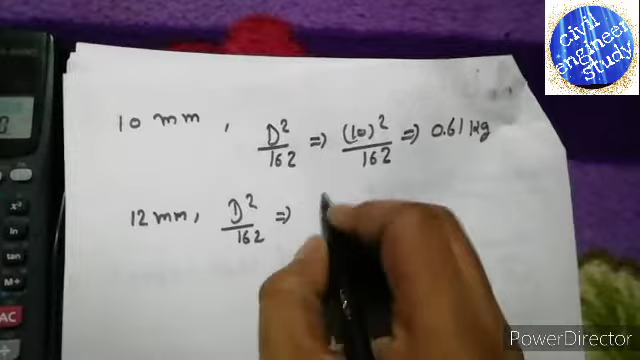 civil
engineer
study
10 mm , D²/162 ⇒ (10)²/162 ⇒ 0.61 kg
12 mm, D²/162 ⇒
x²
ln
tan
M+
AC
PowerDirector